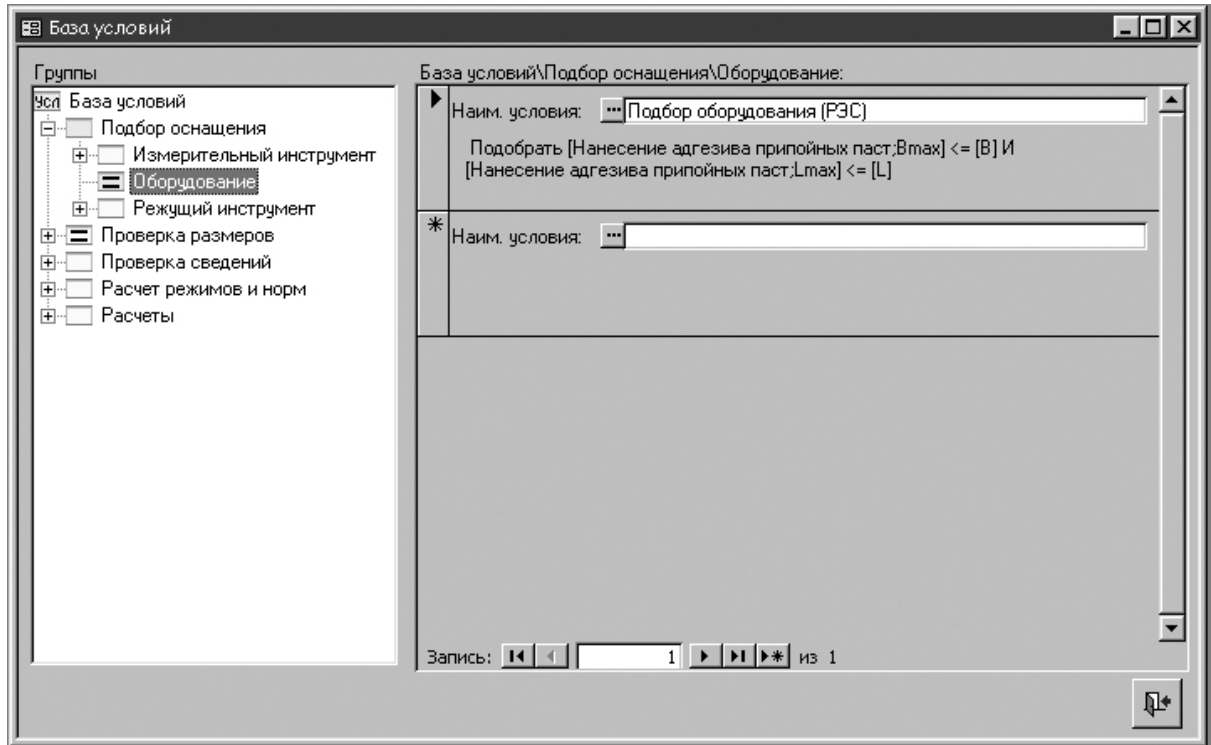 База условий
Группы
Усл База условий
Подбор оснащения
Измерительный инструмент
Оборудование
Режущий инструмент
Проверка размеров
Проверка сведений
Расчет режимов и норм
Расчеты
База условий\Подбор оснащения\Оборудование:
Наим. условия: ... Подбор оборудования (РЭС)
Подобрать [Нанесение адгезива припойных паст;Bmax] <= [B] И
[Нанесение адгезива припойных паст;Lmax] <= [L]
Наим. условия: ...
Запись: 1 из 1